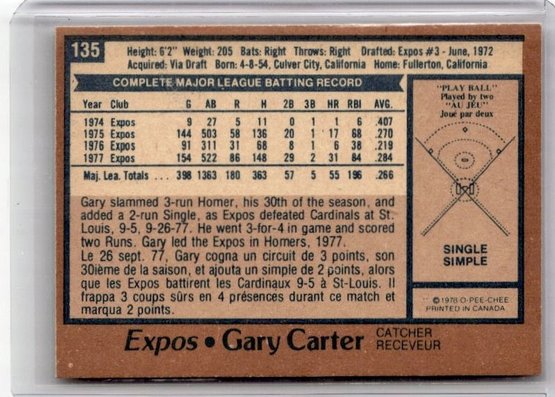 135
Height: 6'2" Weight: 205 Bats: Right Throws: Right Drafted: Expos #3 - June, 1972
Acquired: Via Draft Born: 4-8-54, Culver City, California Home: Fullerton, California
COMPLETE MAJOR LEAGUE BATTING RECORD
Year Club G AB R H 2B 3B HR RBI AVG.
1974 Expos 9 27 5 11 0 1 1 6 .407
1975 Expos 144 503 58 136 20 1 17 68 .270
1976 Expos 91 311 31 68 8 1 6 38 .219
1977 Expos 154 522 86 148 29 2 31 84 .284
Maj. Lea. Totals ... 398 1363 180 363 57 5 55 196 .266
Gary slammed 3-run Homer, his 30th of the season, and
added a 2-run Single, as Expos defeated Cardinals at St.
Louis, 9-5, 9-26-77. He went 3-for-4 in game and scored
two Runs. Gary led the Expos in Homers, 1977.
Le 26 sept. 77, Gary cogna un circuit de 3 points, son
30ième de la saison, et ajouta un simple de 2 points, alors
que les Expos battirent les Cardinaux 9-5 à St-Louis. Il
frappa 3 coups sûrs en 4 présences durant ce match et
marqua 2 points.
"PLAY BALL"
Played by two
"AU JEU"
Joué par deux
SINGLE
SIMPLE
© 1978 O-PEE-CHEE
PRINTED IN CANADA
Expos • Gary Carter
CATCHER
RECEVEUR